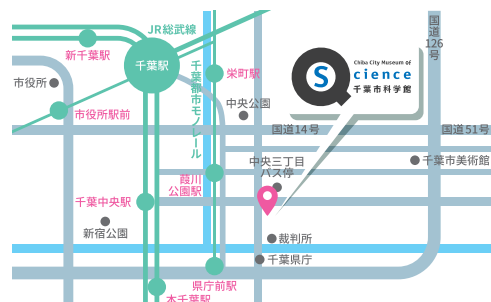 JR総武線
国道
126
号
新千葉駅
千葉駅
栄町駅
Chiba City Museum of
Science
千葉市科学館
市役所
千葉都市モノレール
中央公園
市役所駅前
国道14号
国道51号
中央三丁目
バス停
千葉市美術館
葭川
公園駅
千葉中央駅
新宿公園
裁判所
千葉県庁
県庁前駅
本千葉駅